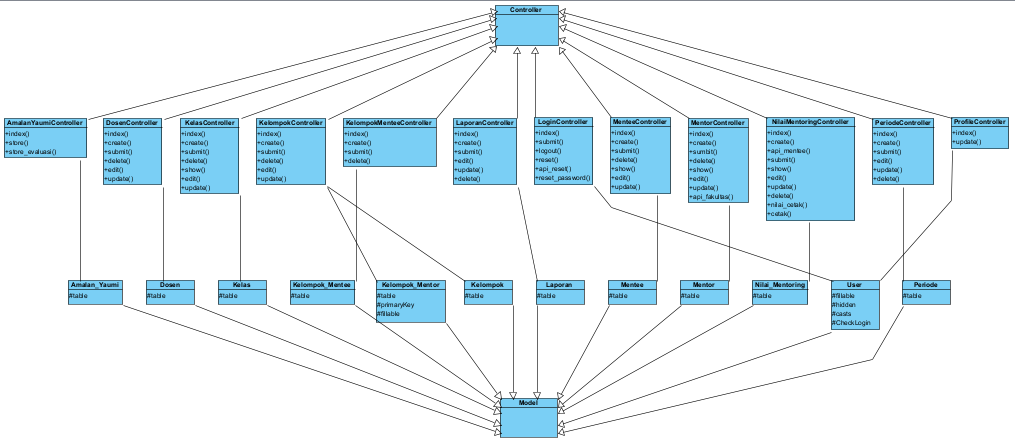 Controller
AmalanYaumiController
+index()
+store()
+store_evaluasi()
DosenController
+index()
+create()
+submit()
+delete()
+edit()
+update()
KelasController
+index()
+create()
+submit()
+delete()
+show()
+edit()
+update()
KelompokController
+index()
+create()
+submit()
+delete()
+edit()
+update()
KelompokMenteeController
+index()
+create()
+submit()
+delete()
LaporanController
+index()
+create()
+submit()
+edit()
+update()
+delete()
LoginController
+index()
+submit()
+logout()
+reset()
+api_reset()
+reset_password()
MenteeController
+index()
+create()
+submit()
+delete()
+show()
+edit()
+update()
MentorController
+index()
+create()
+sumbit()
+delete()
+show()
+edit()
+update()
+api_fakultas()
NilaiMentoringController
+index()
+create()
+api_mentee()
+submit()
+show()
+edit()
+update()
+delete()
+nilai_cetak()
+cetak()
PeriodeController
+index()
+create()
+submit()
+edit()
+update()
+delete()
ProfileController
+index()
+update()
Amalan_Yaumi
#table
Dosen
#table
Kelas
#table
Kelompok_Mentee
#table
Kelompok_Mentor
#table
#primaryKey
#fillable
Kelompok
#table
Laporan
#table
Mentee
#table
Mentor
#table
Nilai_Mentoring
#table
User
#fillable
#hidden
#casts
#CheckLogin
Periode
#table
Model